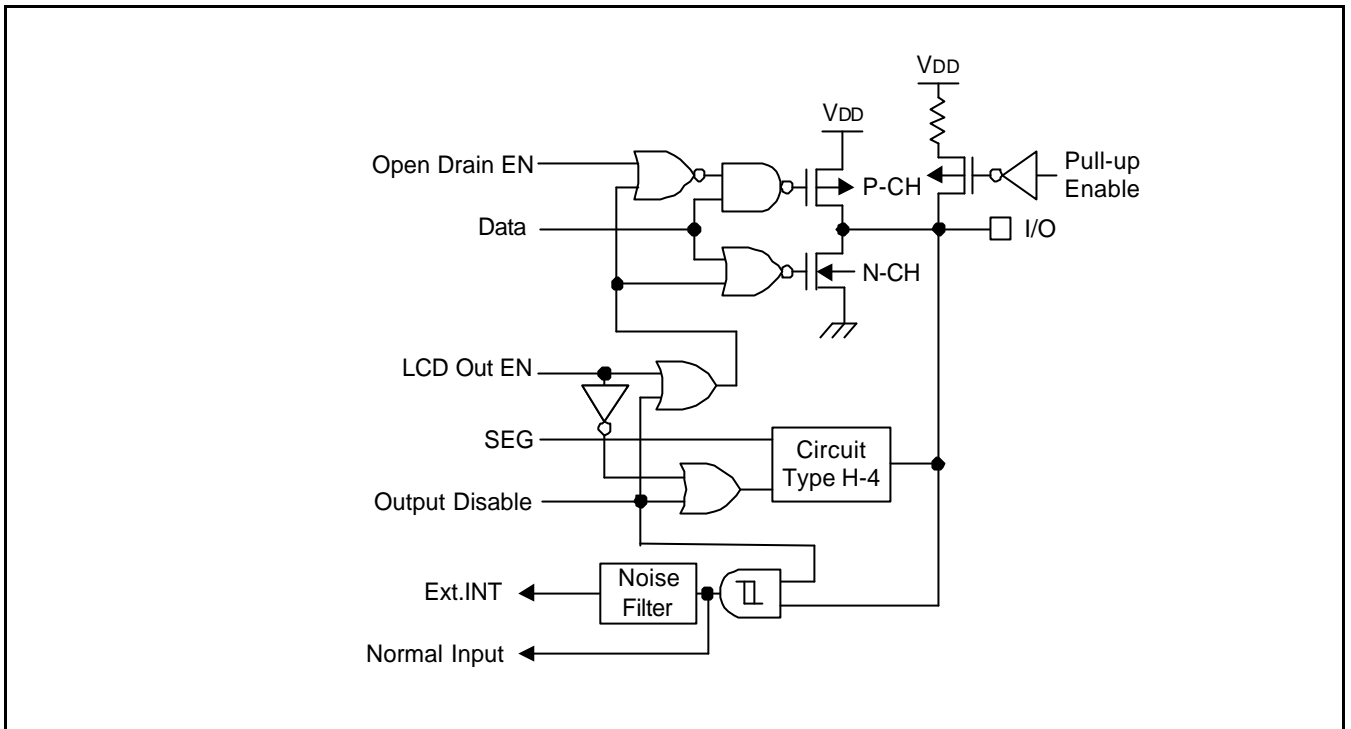 VDD
VDD
Open Drain EN
P-CH
Pull-up
Enable
Data
I/O
N-CH
LCD Out EN
SEG
Circuit
Type H-4
Output Disable
Ext.INT
Noise
Filter
Normal Input